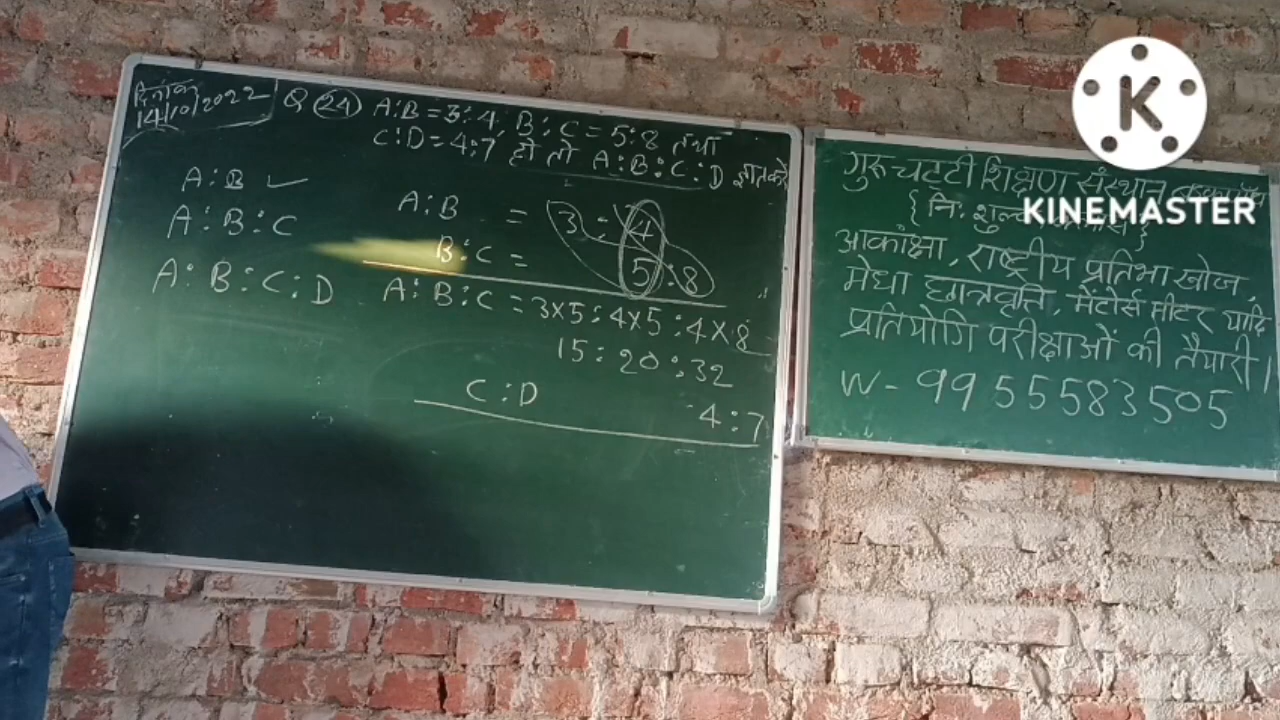 दिनांक
14/10/2022
Q (24) A:B = 3:4, B:C = 5:8 तथा
C:D = 4:7 हो तो A:B:C:D ज्ञात करें
A:B ✓
A:B:C
A:B:C:D
A:B = 3:4
B:C = 5:8
A:B:C = 3×5:4×5:4×8
15:20:32
C:D 4:7
गुरु चट्टी शिक्षण संस्थान
{नि: शुल्क
आकांक्षा, राष्ट्रीय प्रतिभा खोज,
मेधा छात्रवृति, मेंटोर्स मीटर यादि
प्रतियोगि परीक्षाओं की तैयारी।
W- 9955583505
K
KINEMASTER